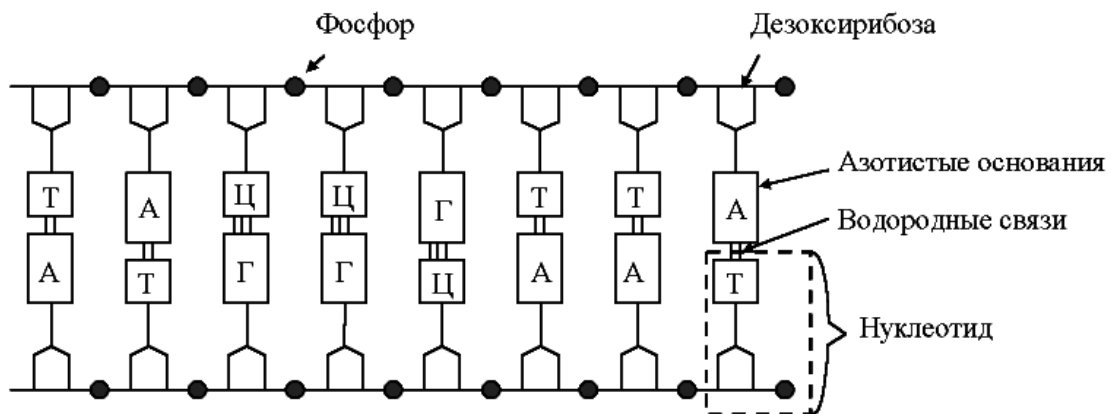 Фосфор
Дезоксирибоза
Т А Ц Ц Г Т Т А
Азотистые основания
Водородные связи
А Т Г Г Ц А А Т
Нуклеотид